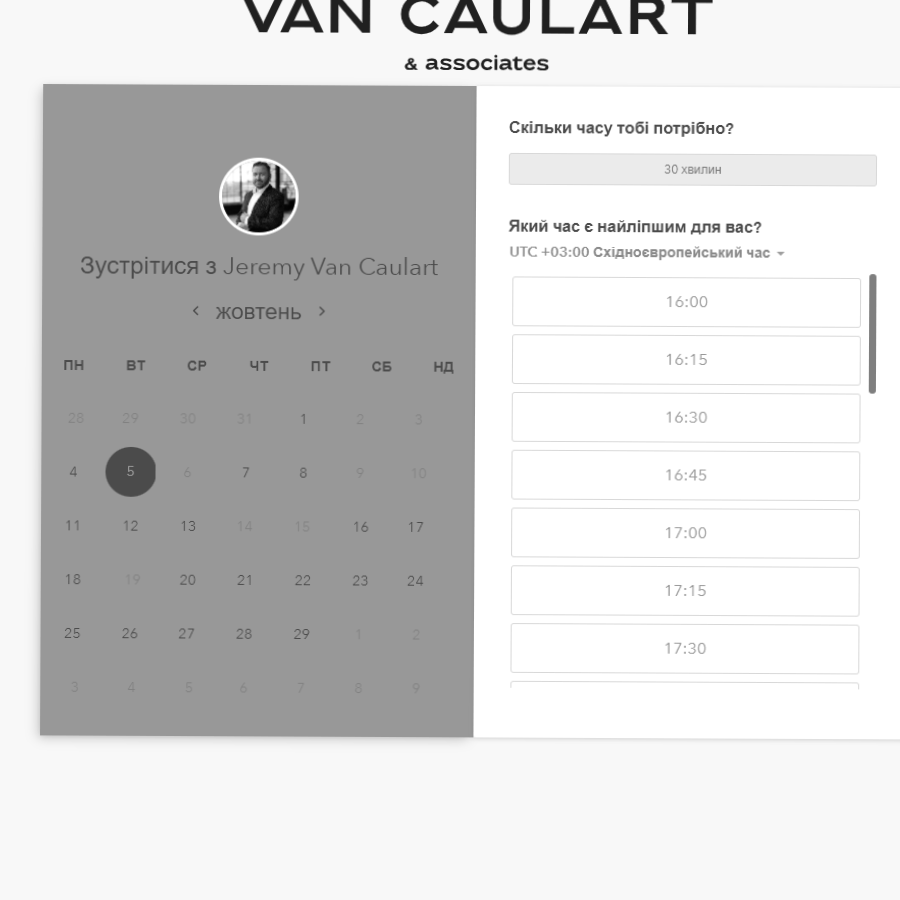 VAN CAULART
& associates
Зустрітися з Jeremy Van Caulart
жовтень
ПН ВТ СР ЧТ ПТ СБ НД
28 29 30 31 1 2 3
4 5 6 7 8 9 10
11 12 13 14 15 16 17
18 19 20 21 22 23 24
25 26 27 28 29 1 2
3 4 5 6 7 8 9
Скільки часу тобі потрібно?
30 хвилин
Який час є найліпшим для вас?
UTC +03:00 Східноєвропейський час
16:00
16:15
16:30
16:45
17:00
17:15
17:30